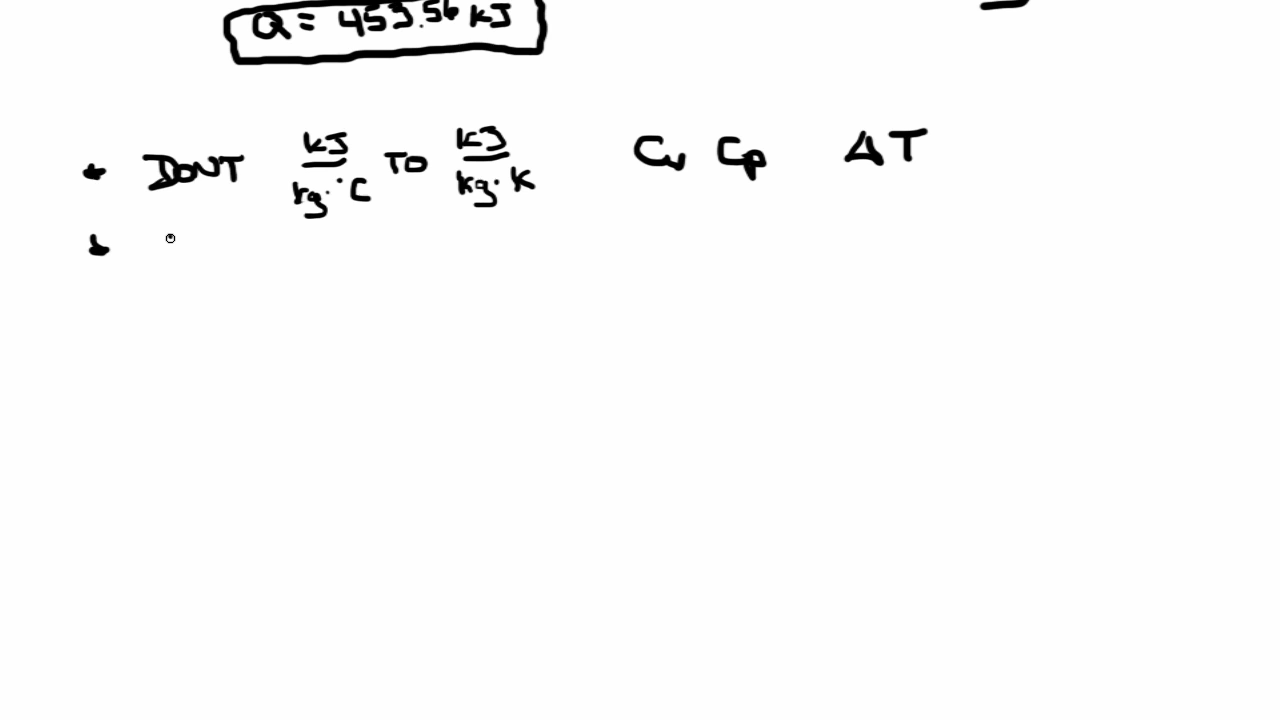 Q = 453.56 kJ
* DONT kJ/kg·°C TO kJ/kg·K Cv Cp ΔT
*